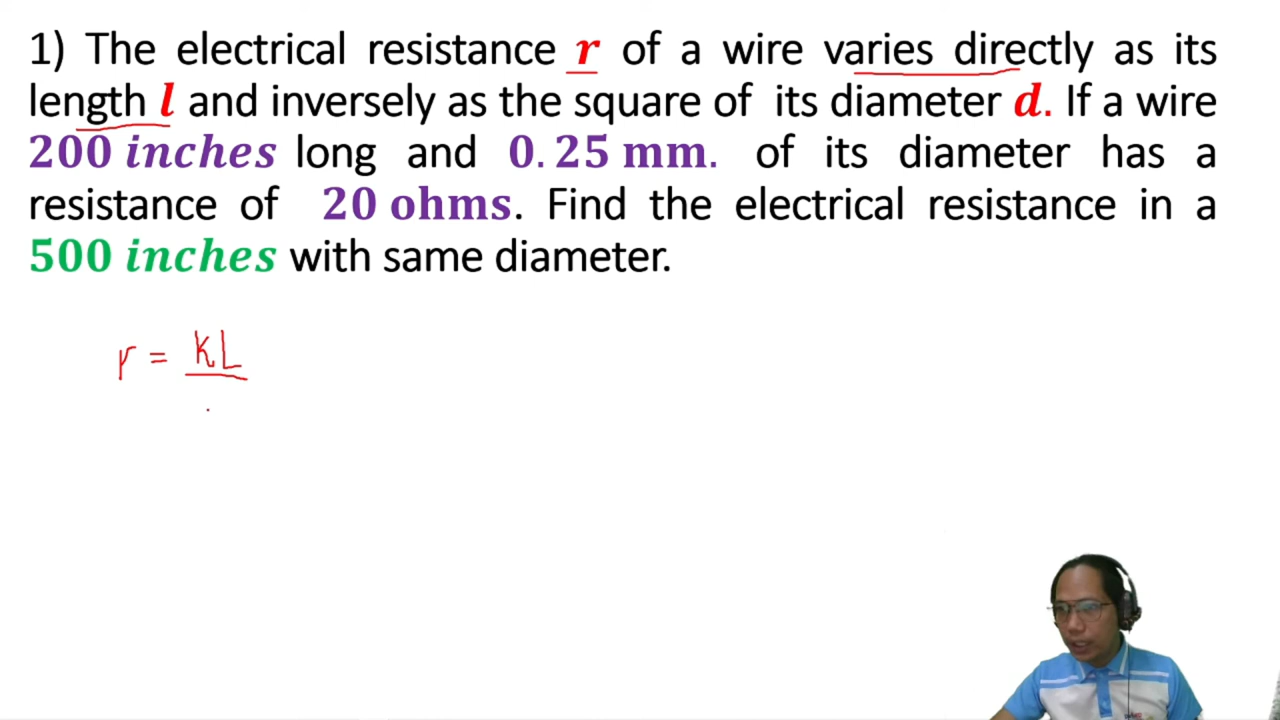 1) The electrical resistance r of a wire varies directly as its
length l and inversely as the square of its diameter d. If a wire
200 inches long and 0.25 mm. of its diameter has a
resistance of 20 ohms. Find the electrical resistance in a
500 inches with same diameter.
r = kL